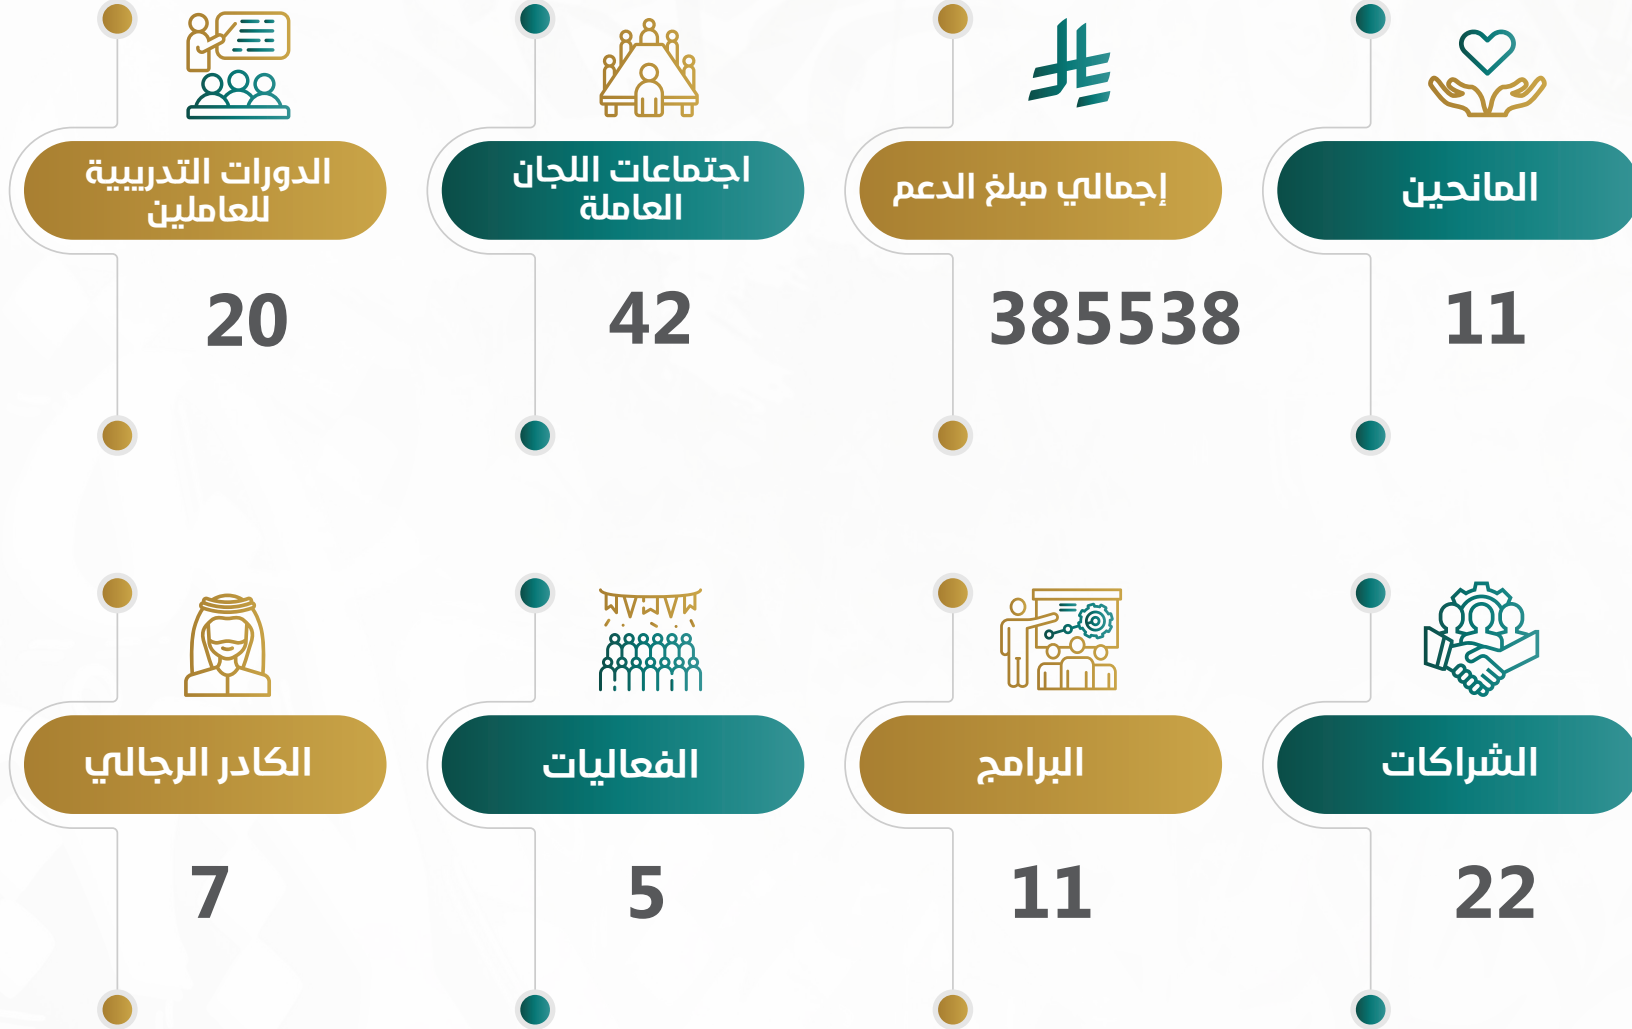 المانحين
11
إجمالي مبلغ الدعم
385538
اجتماعات اللجان
العاملة
42
الدورات التدريبية
للعاملين
20
الشراكات
22
البرامج
11
الفعاليات
5
الكادر الرجالي
7